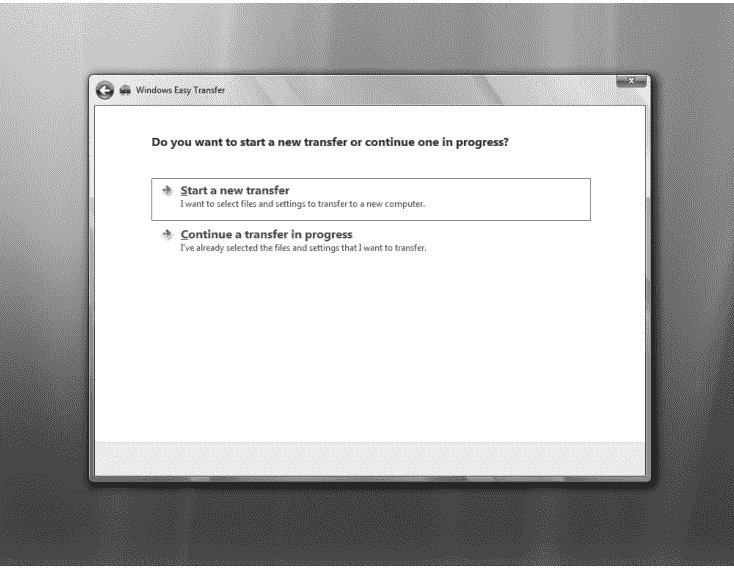 Windows Easy Transfer
Do you want to start a new transfer or continue one in progress?
Start a new transfer
I want to select files and settings to transfer to a new computer.
Continue a transfer in progress
I've already selected the files and settings that I want to transfer.